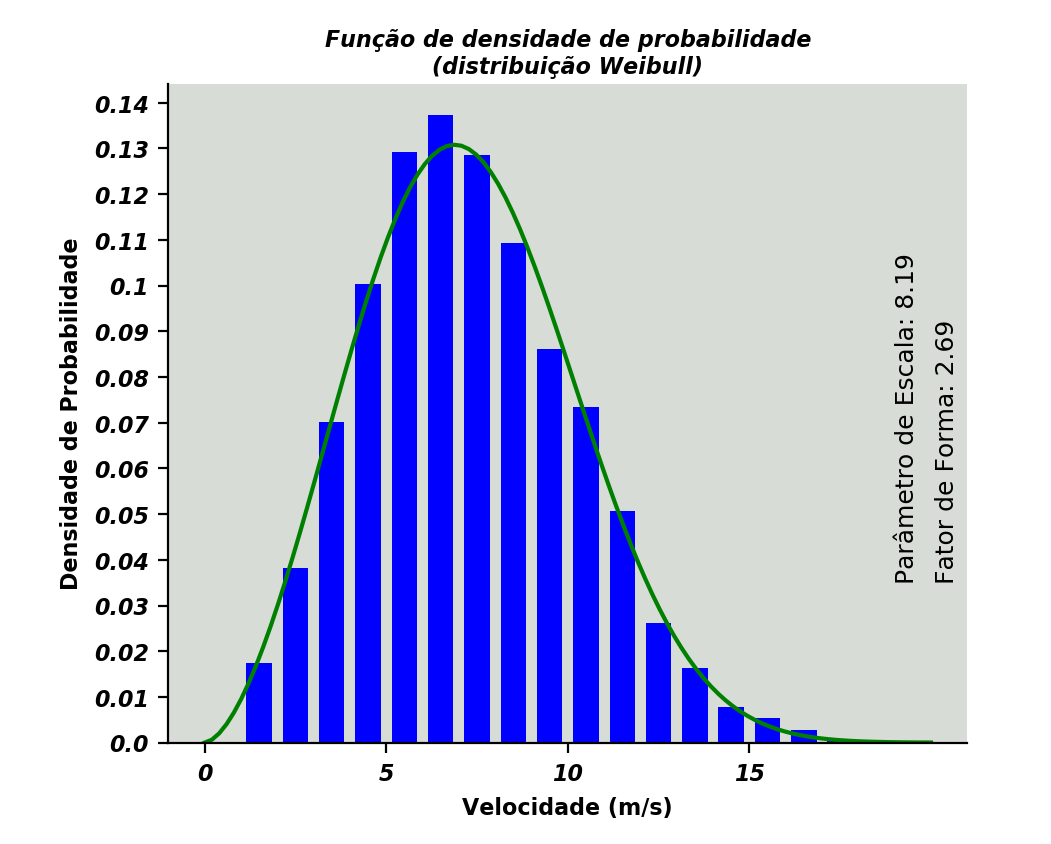 Função de densidade de probabilidade
(distribuição Weibull)
Densidade de Probabilidade
0.14
0.13
0.12
0.11
0.1
0.09
0.08
0.07
0.06
0.05
0.04
0.03
0.02
0.01
0.0
0 5 10 15
Velocidade (m/s)
Parâmetro de Escala: 8.19
Fator de Forma: 2.69